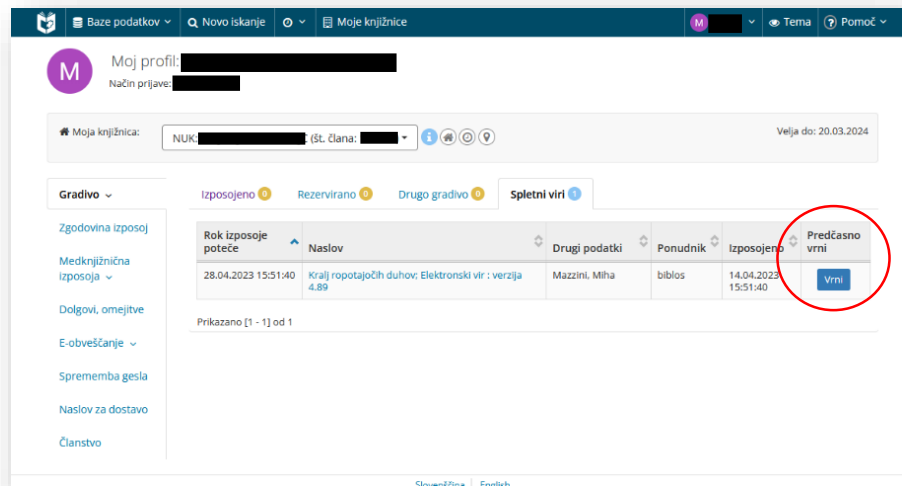 Baze podatkov Novo iskanje Moje knjižnice M Tema Pomoč
M
Moj profil:
Način prijave:
Moja knjižnica:
NUK: (št. člana:
Velja do: 20.03.2024
Gradivo
Izposojeno 0 Rezervirano 0 Drugo gradivo 0 Spletni viri 1
Zgodovina izposoj
Medknjižnična
izposoja
Dolgovi, omejitve
E-obveščanje
Sprememba gesla
Naslov za dostavo
Članstvo
Rok izposoje
poteče
Naslov
Drugi podatki
Ponudnik
Izposojeno
Predčasno
vrni
28.04.2023 15:51:40
Kralj ropotajočih duhov; Elektronski vir : verzija
4.89
Mazzini, Miha
biblos
14.04.2023
15:51:40
Vrni
Prikazano [1 - 1] od 1
Slovenščina English